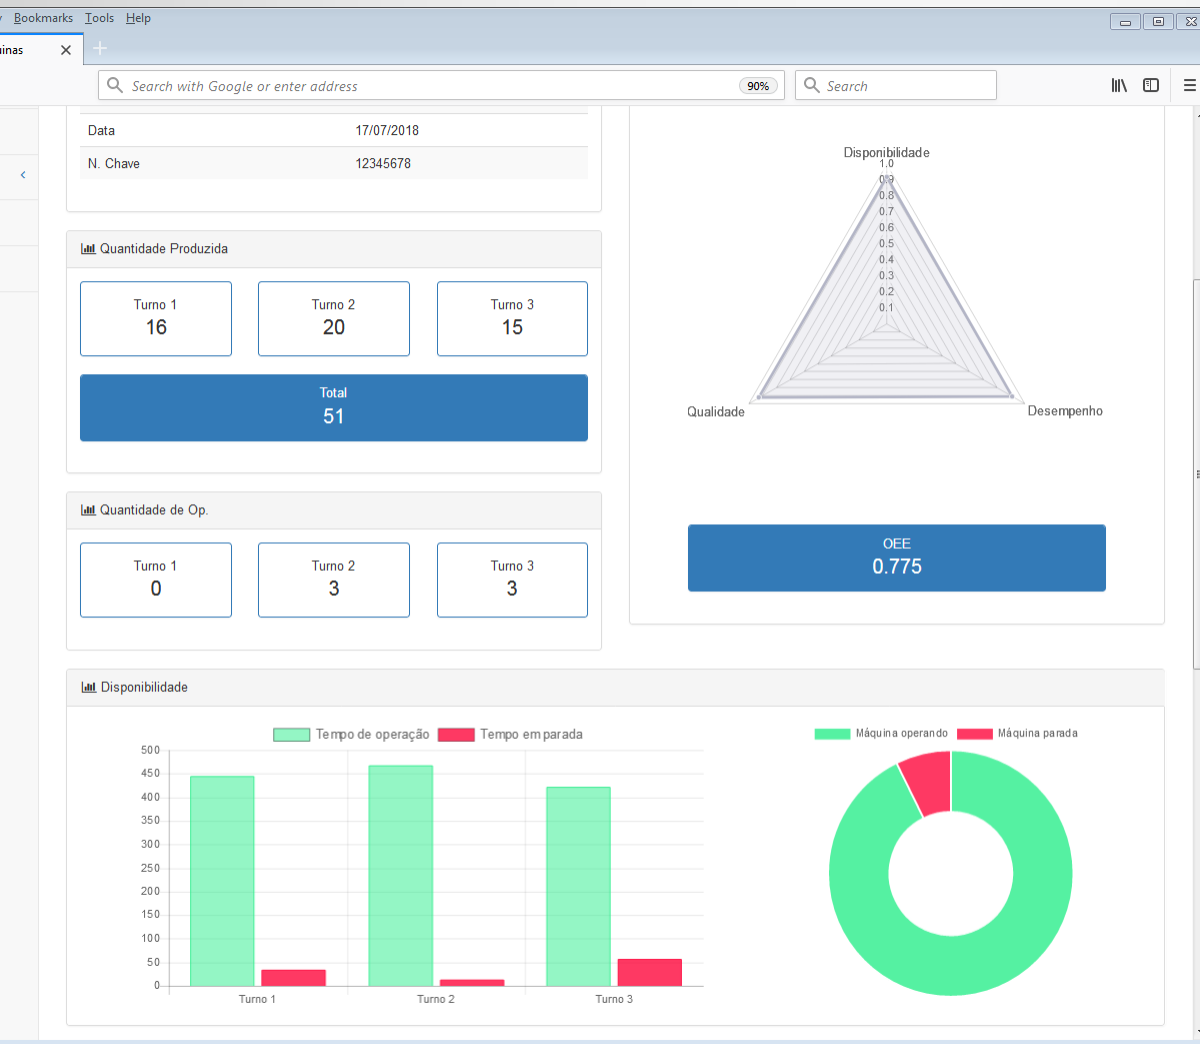 Bookmarks Tools Help
Search with Google or enter address
90%
Search
Data 17/07/2018
N. Chave 12345678
Quantidade Produzida
Turno 1
16
Turno 2
20
Turno 3
15
Total
51
Quantidade de Op.
Turno 1
0
Turno 2
3
Turno 3
3
Disponibilidade
1.0
0.9
0.8
0.7
0.6
0.5
0.4
0.3
0.2
0.1
Qualidade
Desempenho
OEE
0.775
Disponibilidade
Tempo de operação Tempo em parada
500
450
400
350
300
250
200
150
100
50
0
Turno 1 Turno 2 Turno 3
Máquina operando Máquina parada